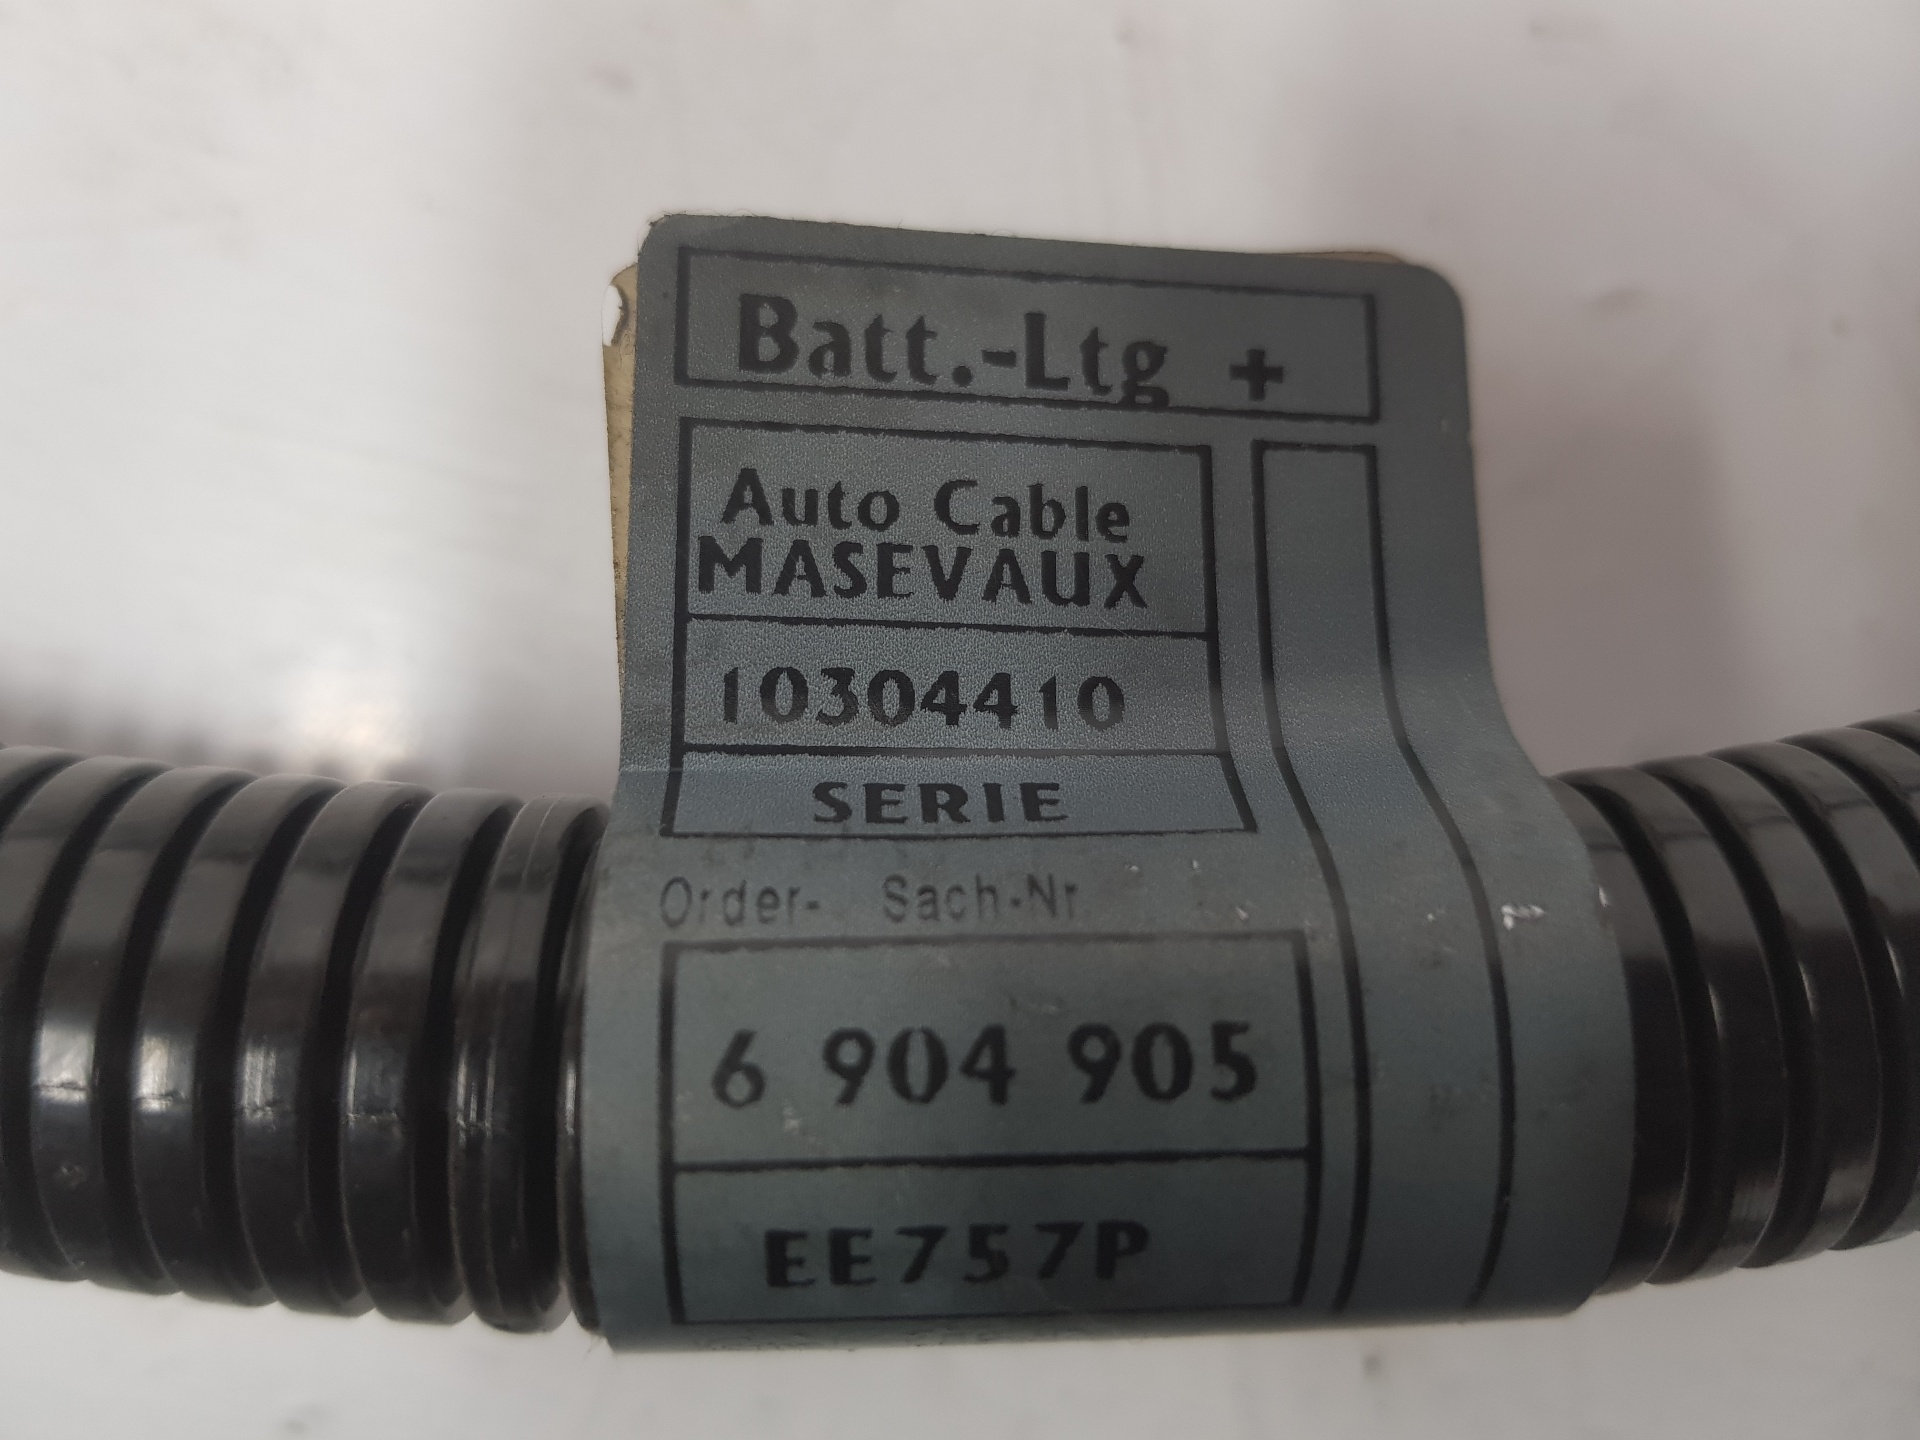 Batt.-Ltg +
Auto Cable
MASEVAUX
10304410
SERIE
Order- Sach-Nr
6 904 905
EE757P